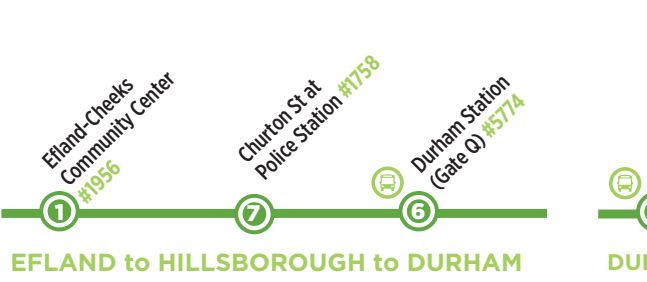 Efland-Cheeks
Community Center
#1956
Churton St at
Police Station #1758
Durham Station
(Gate Q) #5774
1
7
6
EFLAND to HILLSBOROUGH to DURHAM